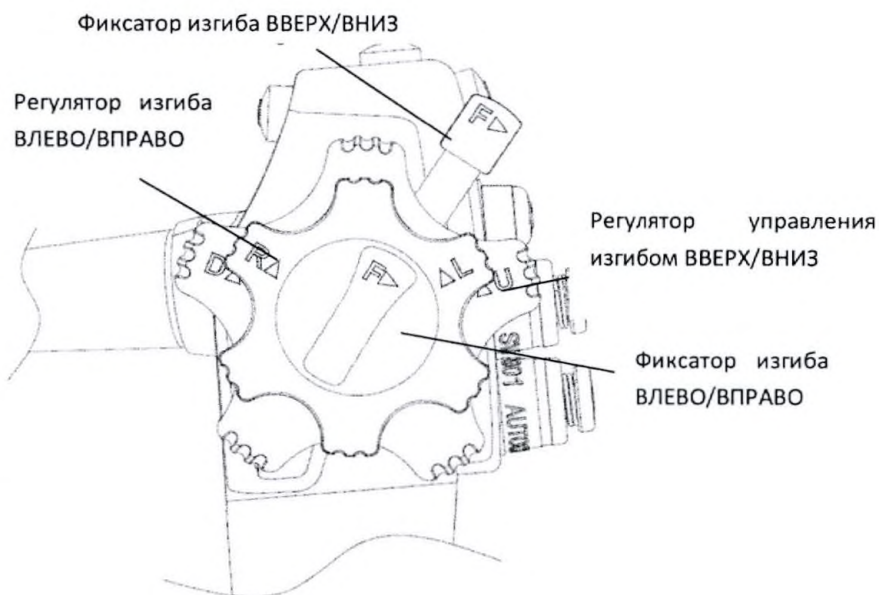 Фиксатор изгиба ВВЕРХ/ВНИЗ
Регулятор изгиба
ВЛЕВО/ВПРАВО
Регулятор управления
изгибом ВВЕРХ/ВНИЗ
Фиксатор изгиба
ВЛЕВО/ВПРАВО
F
D
R
F
L
U